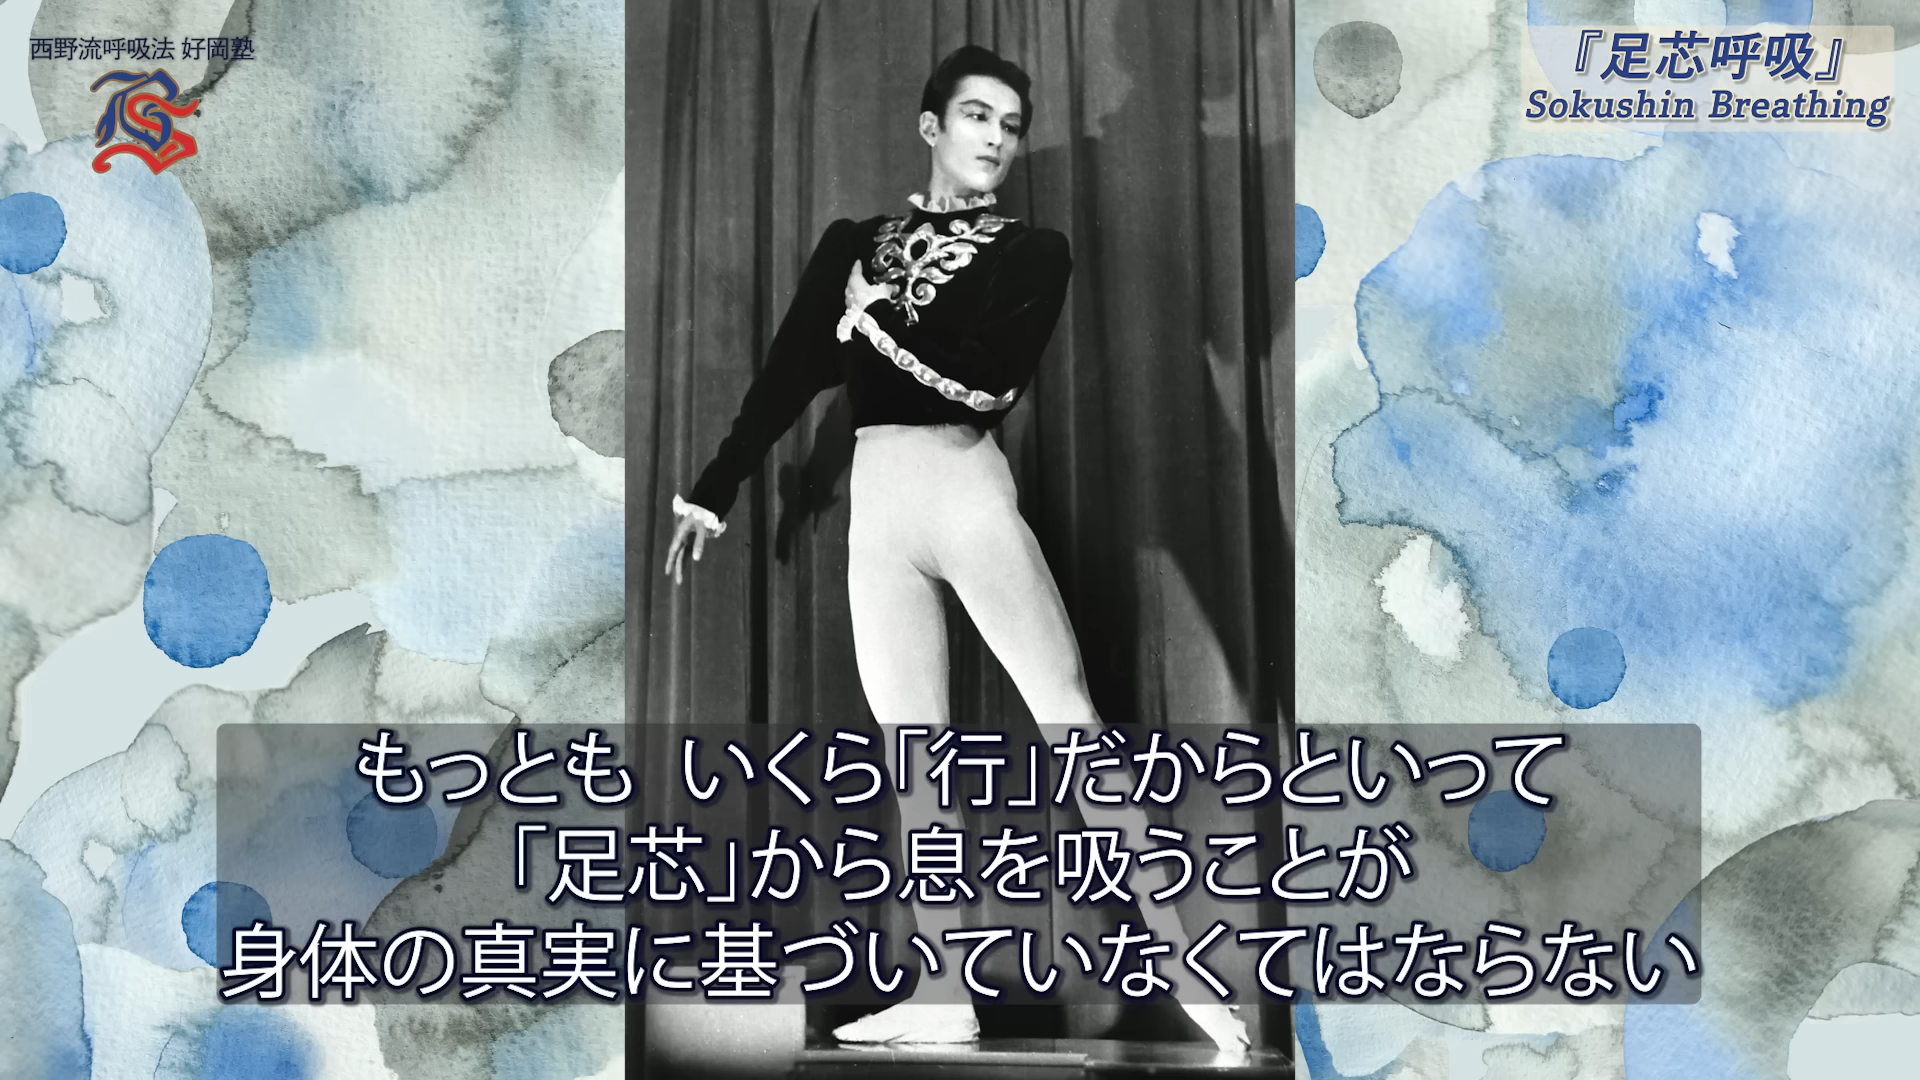 西野流呼吸法 好岡塾
『足芯呼吸』
Sokushin Breathing
もっとも いくら「行」だからといって
「足芯」から息を吸うことが
身体の真実に基づいていなくてはならない